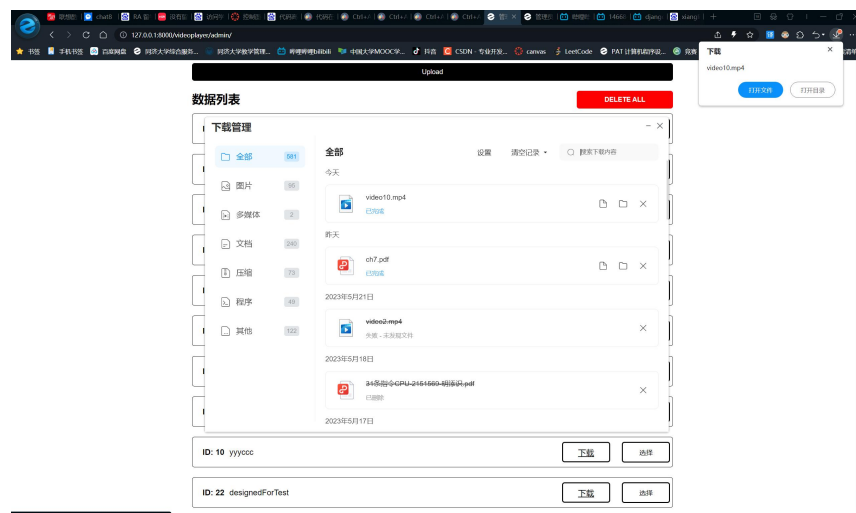 chat8
127.0.0.1:8000/videoplayer/admin/
书签 手机书签 百度网盘 同济大学综合服务... 同济大学教学管理... 哔哩哔哩bilibili 中国大学MOOC学... 抖音 CSDN - 专业开发... canvas LeetCode PAT 计算机程序设...
下载
video10.mp4
打开文件 打开目录
Upload
数据列表 DELETE ALL
下载管理
全部 581
图片 95
多媒体 2
文档 240
压缩 73
程序 49
其他 122
全部 设置 清空记录 搜索下载内容
今天
video10.mp4
已完成
昨天
ch7.pdf
已完成
2023年5月21日
video2.mp4
失败 - 未发现文件
2023年5月18日
已删除
2023年5月17日
ID: 10 yyyccc 下载 选择
ID: 22 designedForTest 下载 选择